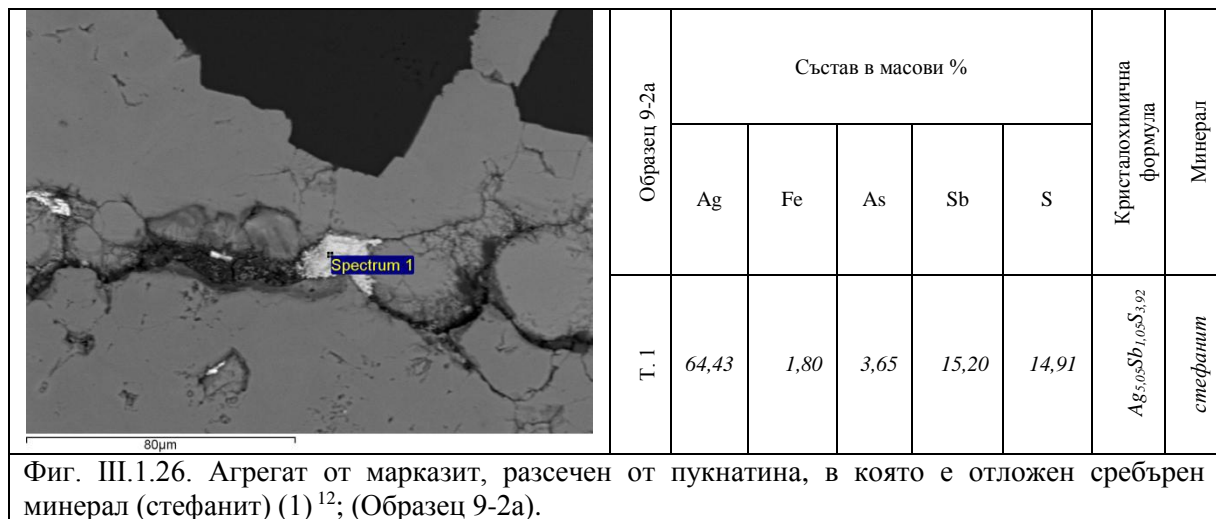 Spectrum 1
80μm
Образец 9-2а
Състав в масови %
Кристалохимична
формула
Минерал
Ag
Fe
As
Sb
S
Т. 1
64,43
1,80
3,65
15,20
14,91
Ag5,05Sb1,05S3,92
стефанит
Фиг. III.1.26. Агрегат от марказит, разсечен от пукнатина, в която е отложен сребърен
минерал (стефанит) (1) 12; (Образец 9-2а).